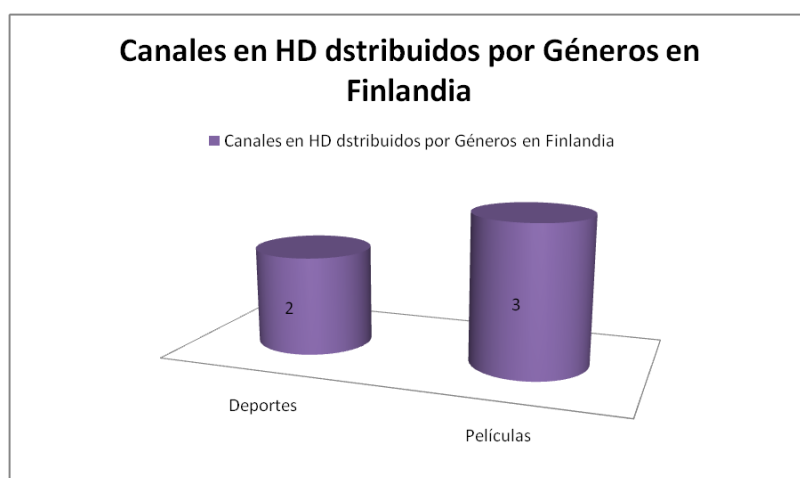 Canales en HD dstribuidos por Géneros en
Finlandia
Canales en HD dstribuidos por Géneros en Finlandia
2
3
Deportes
Películas